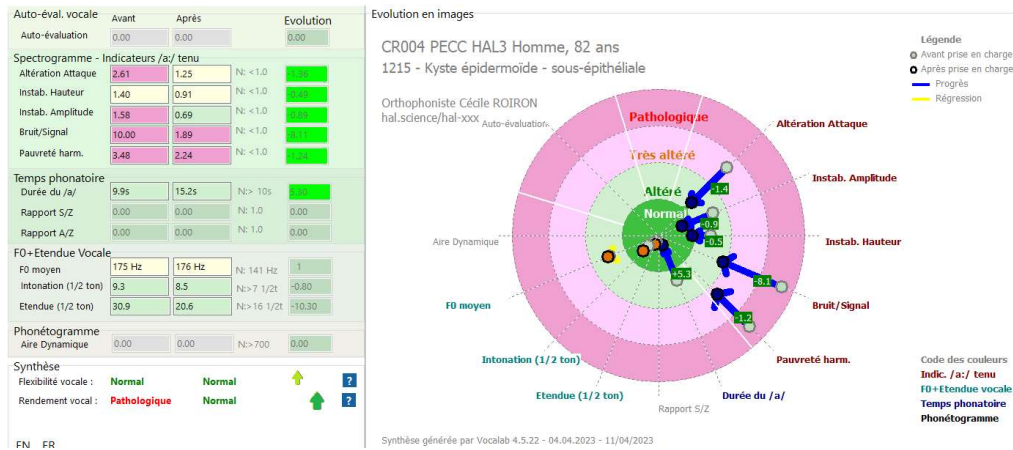 Auto-éval. vocale Avant Après Evolution
Auto-évaluation 0.00 0.00 0.00
Spectrogramme - Indicateurs /a:/ tenu
Altération Attaque 2.61 1.25 N: <1.0 -1.36
Instab. Hauteur 1.40 0.91 N: <1.0 -0.49
Instab. Amplitude 1.58 0.69 N: <1.0 -0.89
Bruit/Signal 10.00 1.89 N: <1.0 -8.11
Pauvreté harm. 3.48 2.24 N: <1.0 -1.24
Temps phonatoire
Durée du /a/ 9.9s 15.2s N:> 10s 5.30
Rapport S/Z 0.00 0.00 N: 1.0 0.00
Rapport A/Z 0.00 0.00 N: 1.0 0.00
F0+Etendue Vocale
F0 moyen 175 Hz 176 Hz N: 141 Hz 1
Intonation (1/2 ton) 9.3 8.5 N:>7 1/2t -0.80
Etendue (1/2 ton) 30.9 20.6 N:>16 1/2t -10.30
Phonétogramme
Aire Dynamique 0.00 0.00 N:>700 0.00
Synthèse
Flexibilité vocale : Normal Normal ?
Rendement vocal : Pathologique Normal ?
EN FR
Evolution en images
CR004 PECC HAL3 Homme, 82 ans
1215 - Kyste épidermoïde - sous-épithéliale
Orthophoniste Cécile ROIRON
hal.science/hal-xxx
Légende
Avant prise en charge
Après prise en charge
Progrès
Régression
Auto-évaluation
Pathologique
Très altéré
Altéré
Normal
Altération Attaque
-1.4
Instab. Amplitude
-0.9
Instab. Hauteur
-0.5
Aire Dynamique
+5.3
-8.1
Bruit/Signal
F0 moyen
-1.2
Pauvreté harm.
Intonation (1/2 ton)
Etendue (1/2 ton)
Rapport S/Z
Durée du /a/
Code des couleurs
Indic. /a:/ tenu
F0+Etendue vocale
Temps phonatoire
Phonétogramme
Synthèse générée par Vocalab 4.5.22 - 04.04.2023 - 11/04/2023